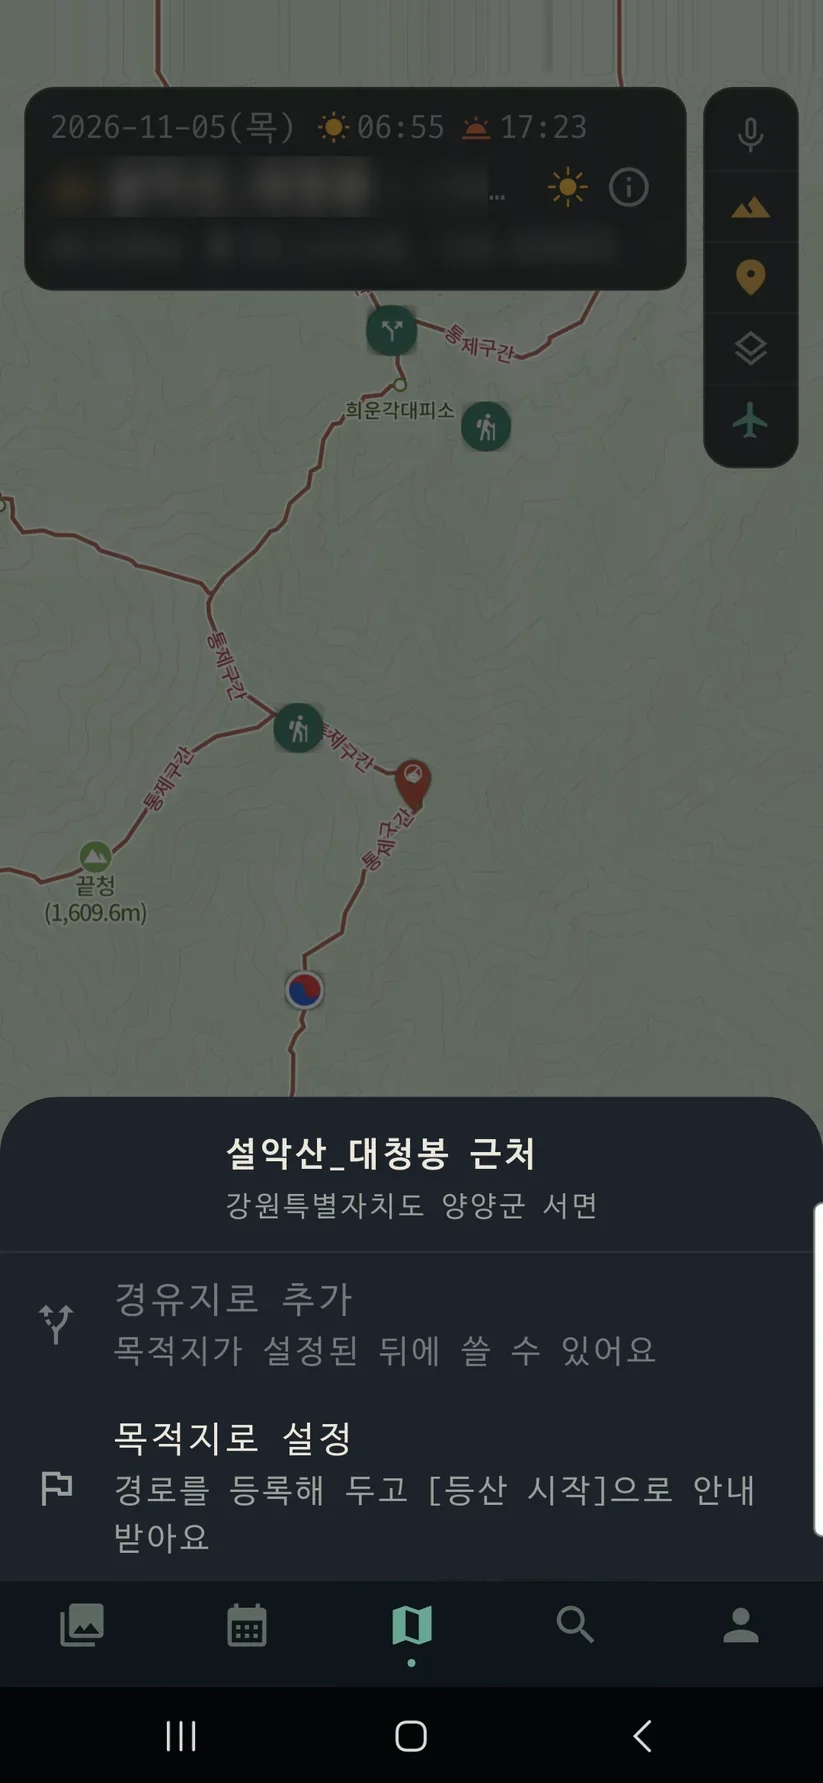 2026-11-05(목) 06:55 17:23
...
통제구간
희운각대피소
통제구간
통제구간
통제구간
통제구간
끝청
(1,609.6m)
설악산_대청봉 근처
강원특별자치도 양양군 서면
경유지로 추가
목적지가 설정된 뒤에 쓸 수 있어요
목적지로 설정
경로를 등록해 두고 [등산 시작]으로 안내
받아요